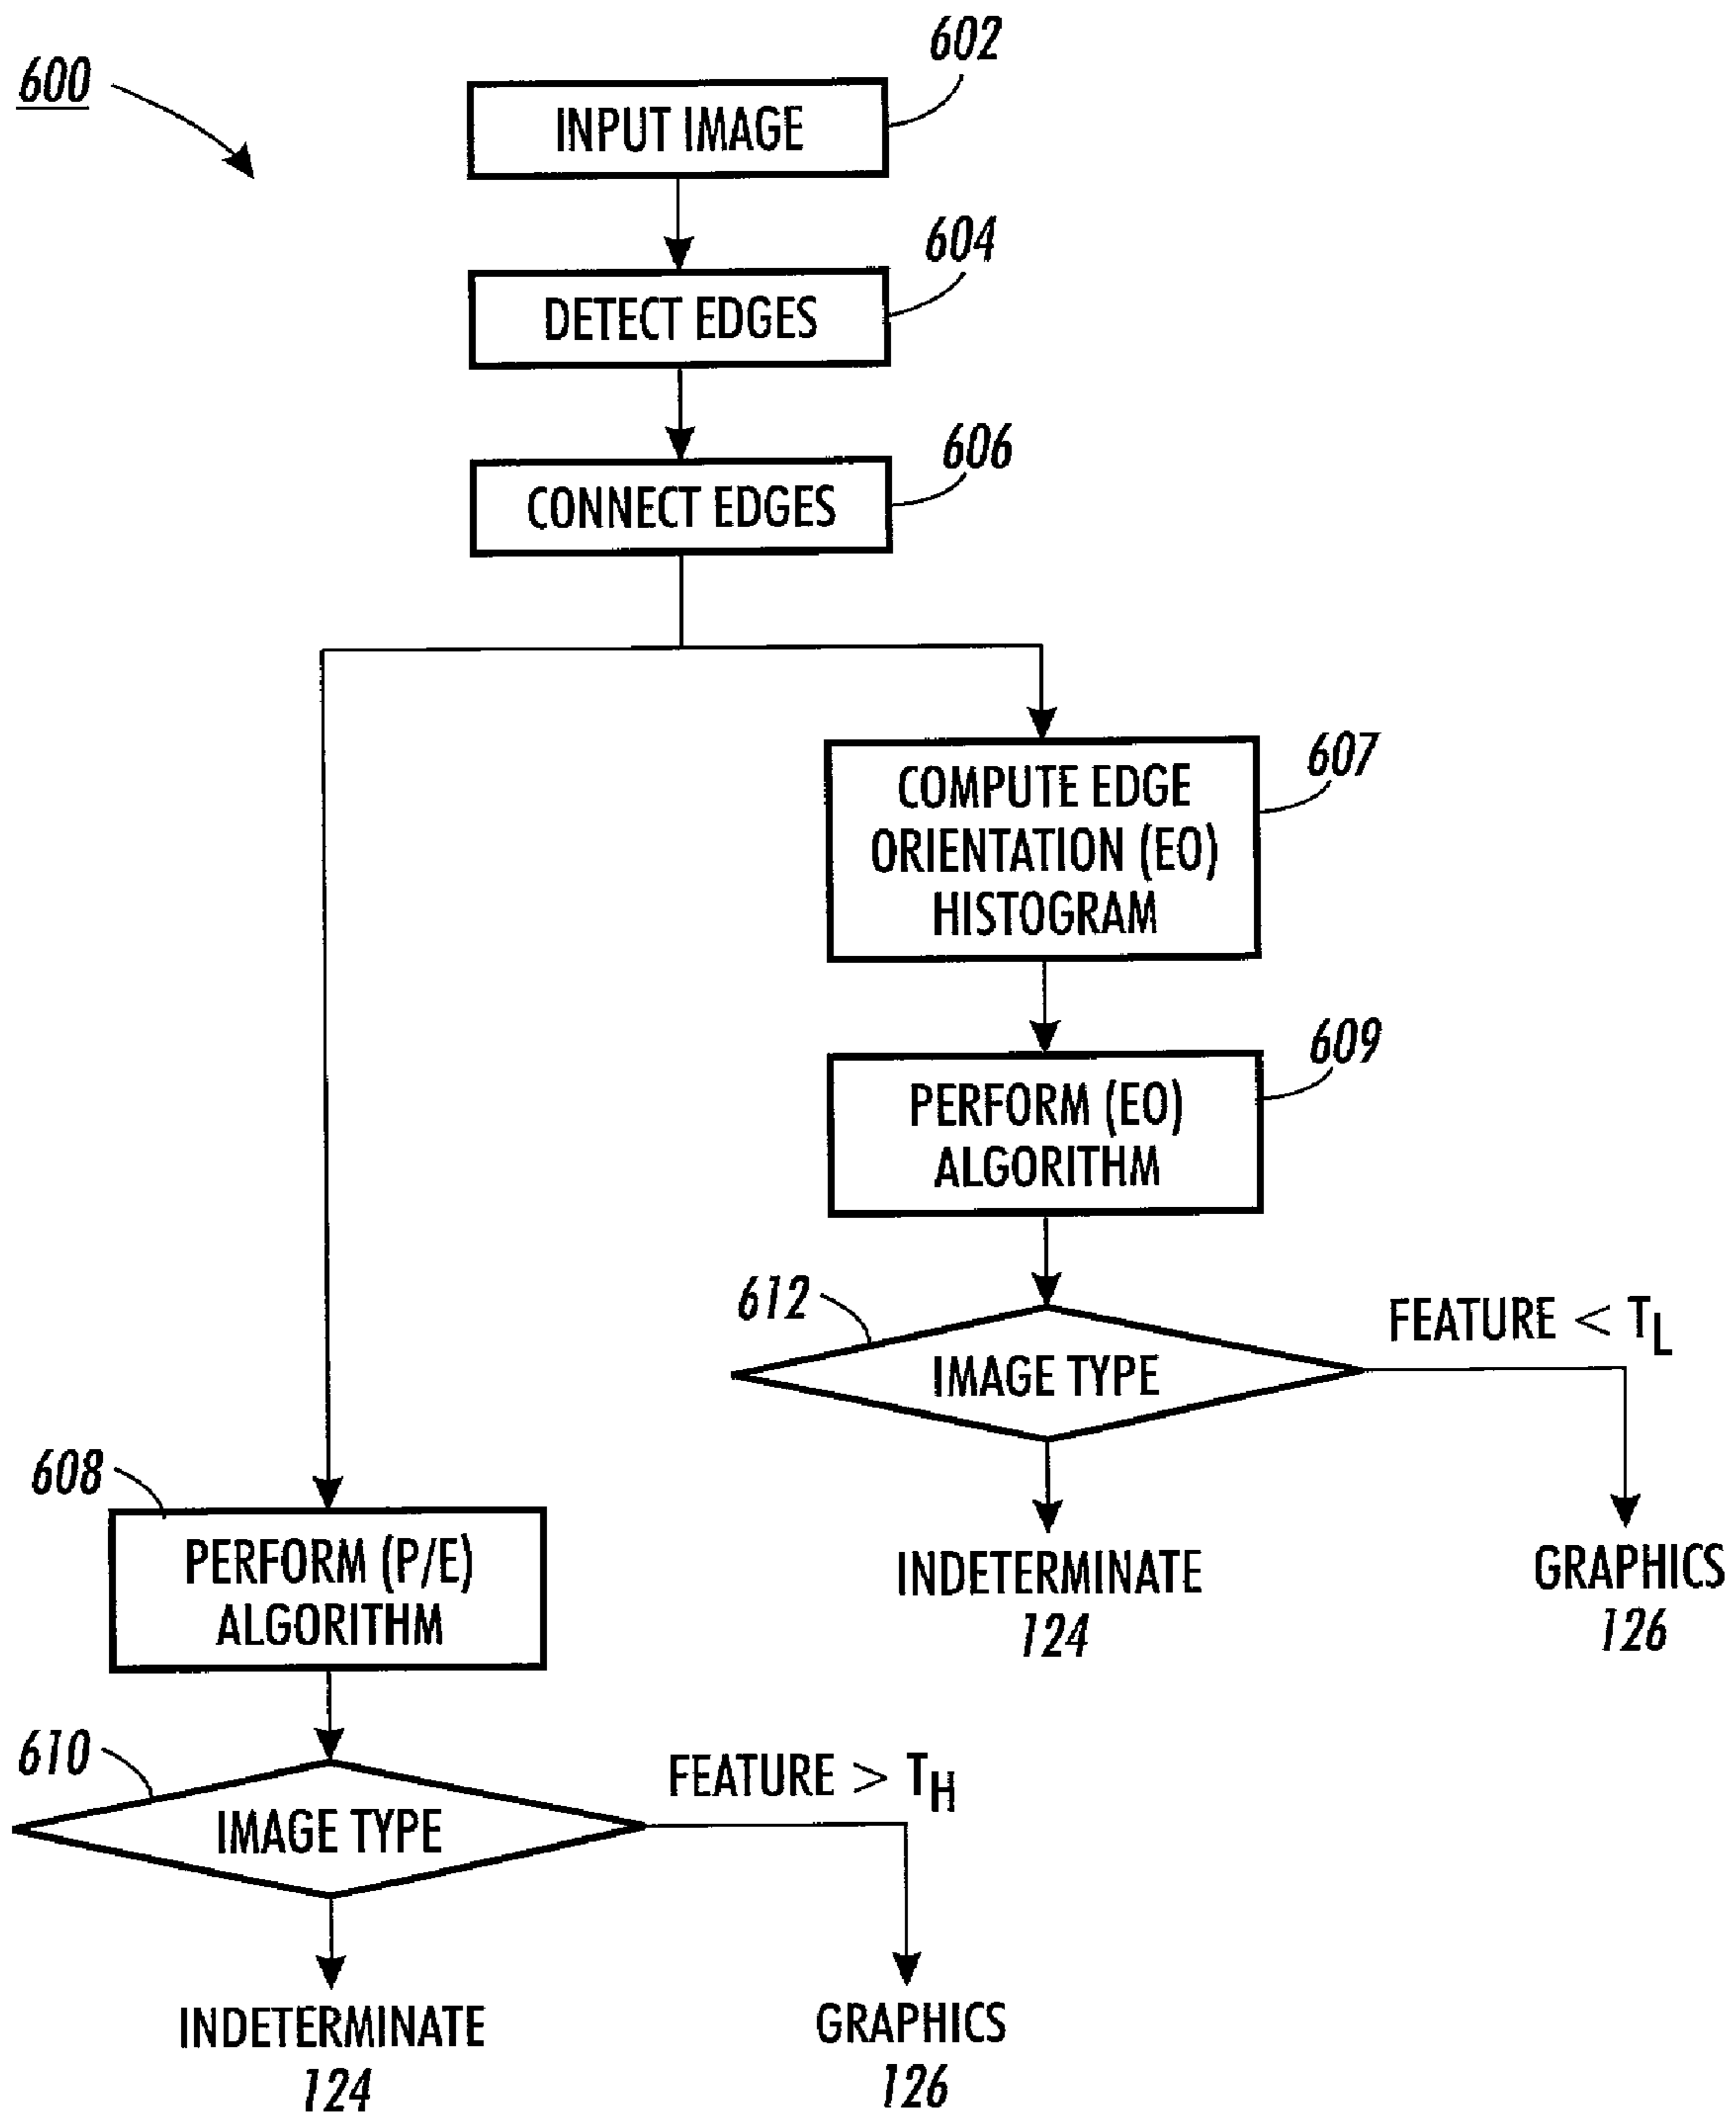 600
602
INPUT IMAGE
604
DETECT EDGES
606
CONNECT EDGES
607
COMPUTE EDGE
ORIENTATION (EO)
HISTOGRAM
609
PERFORM (EO)
ALGORITHM
612
IMAGE TYPE
FEATURE < TL
INDETERMINATE
124
GRAPHICS
126
608
PERFORM (P/E)
ALGORITHM
610
IMAGE TYPE
FEATURE > TH
INDETERMINATE
124
GRAPHICS
126